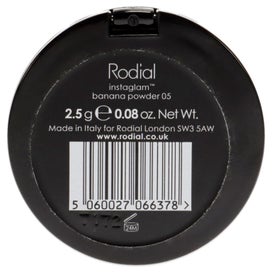 Rodial
instaglam™
banana powder 05
2.5 g ℮ 0.08 oz. Net Wt.
Made in Italy for Rodial London SW3 5AW
www.rodial.co.uk
5 060027 066378 >
24M